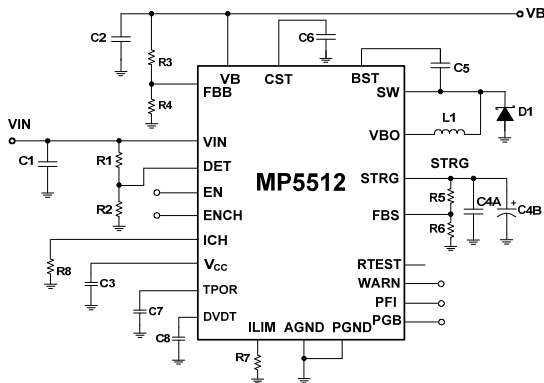 VB
C2
R3
C6
C5
R4
VB
CST
BST
FBB
SW
D1
L1
VIN
VIN
VBO
C1
R1
DET
MP5512
STRG
STRG
R5
C4A
+
C4B
R2
EN
ENCH
FBS
R6
ICH
R8
VCC
RTEST
C3
WARN
TPOR
C7
PFI
DVDT
C8
PGB
ILIM
AGND
PGND
R7